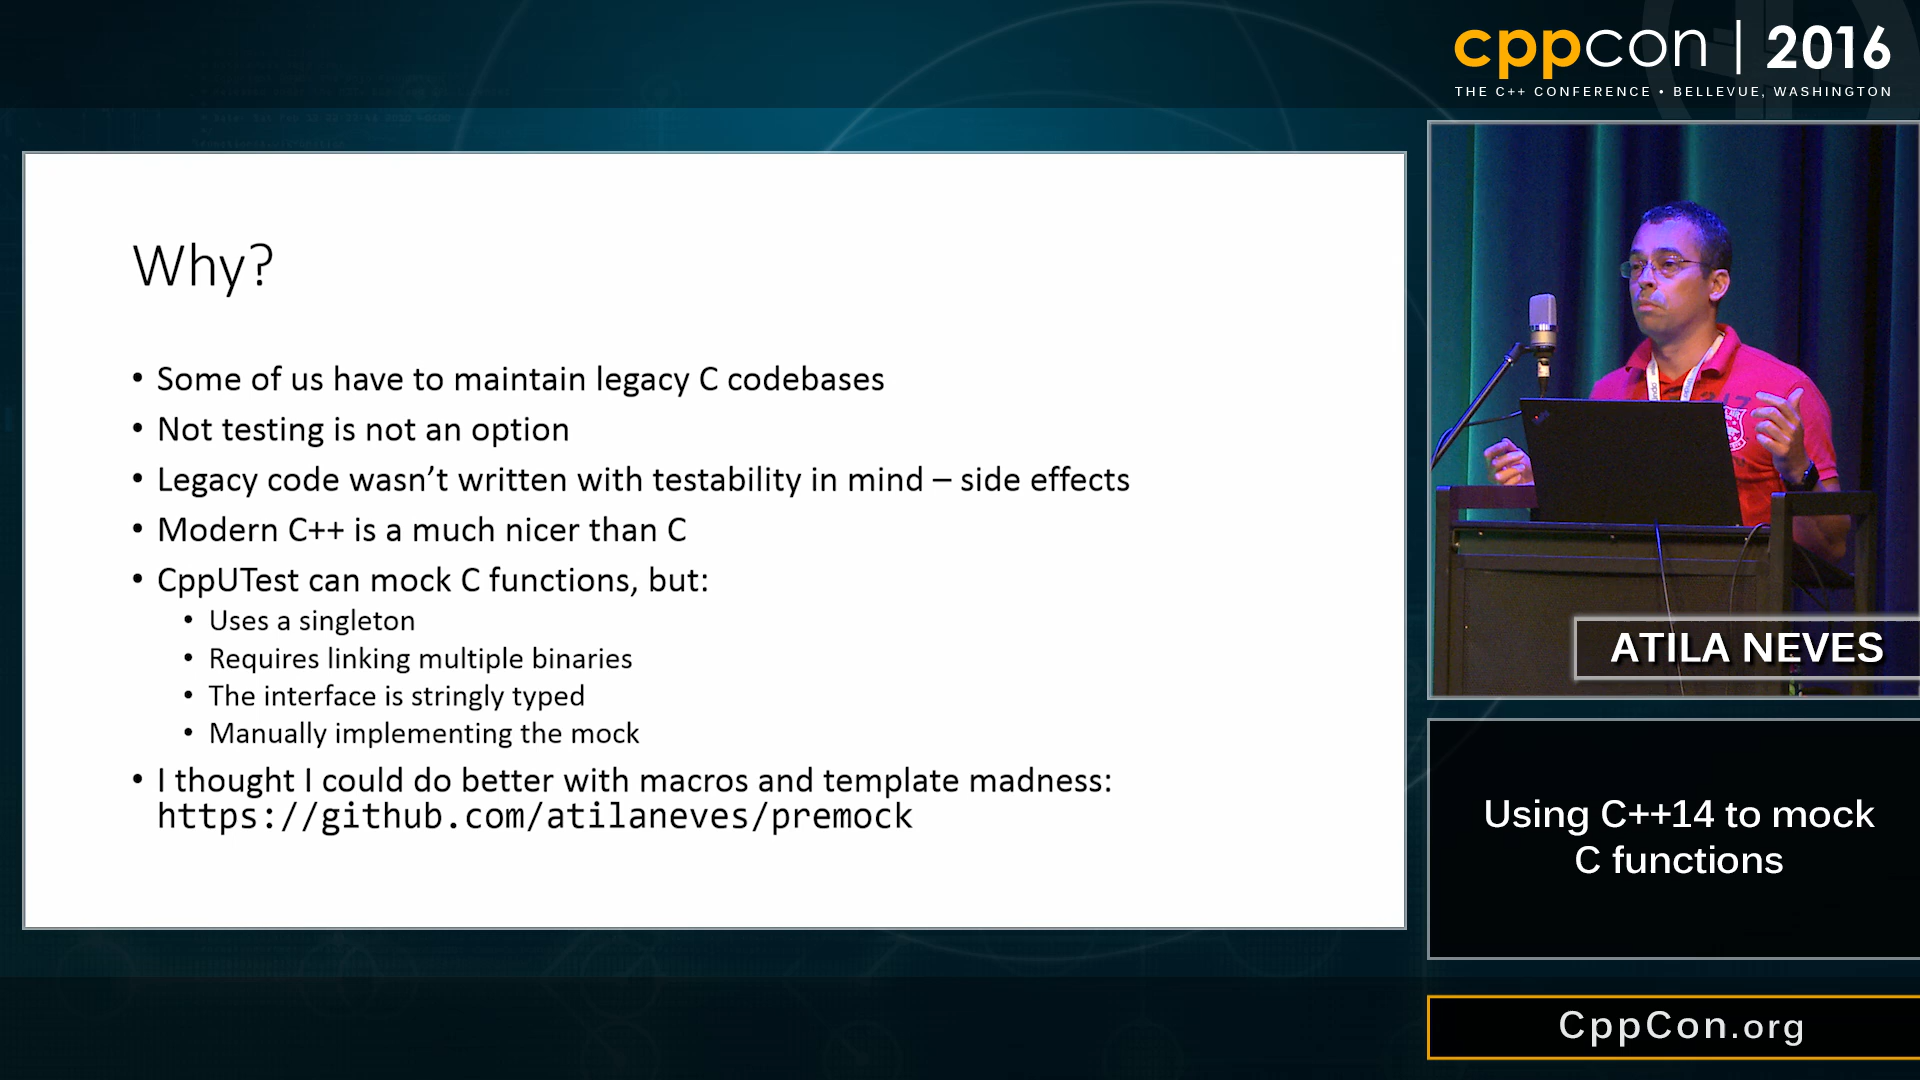 cppcon | 2016
THE C++ CONFERENCE • BELLEVUE, WASHINGTON
Why?
• Some of us have to maintain legacy C codebases
• Not testing is not an option
• Legacy code wasn’t written with testability in mind – side effects
• Modern C++ is a much nicer than C
• CppUTest can mock C functions, but:
• Uses a singleton
• Requires linking multiple binaries
• The interface is stringly typed
• Manually implementing the mock
• I thought I could do better with macros and template madness:
https://github.com/atilaneves/premock
ATILA NEVES
Using C++14 to mock
C functions
CppCon.org